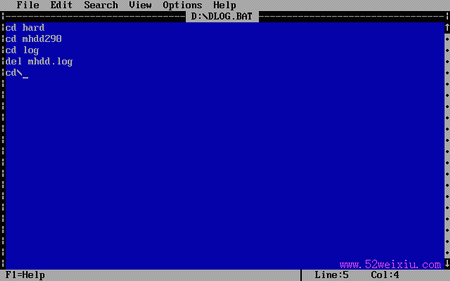 File Edit Search View Options Help
D:\DLOG.BAT
cd hard
cd mhdd290
cd log
del mhdd.log
cd\_
www.52weixiu.com
F1=Help Line:5 Col:4